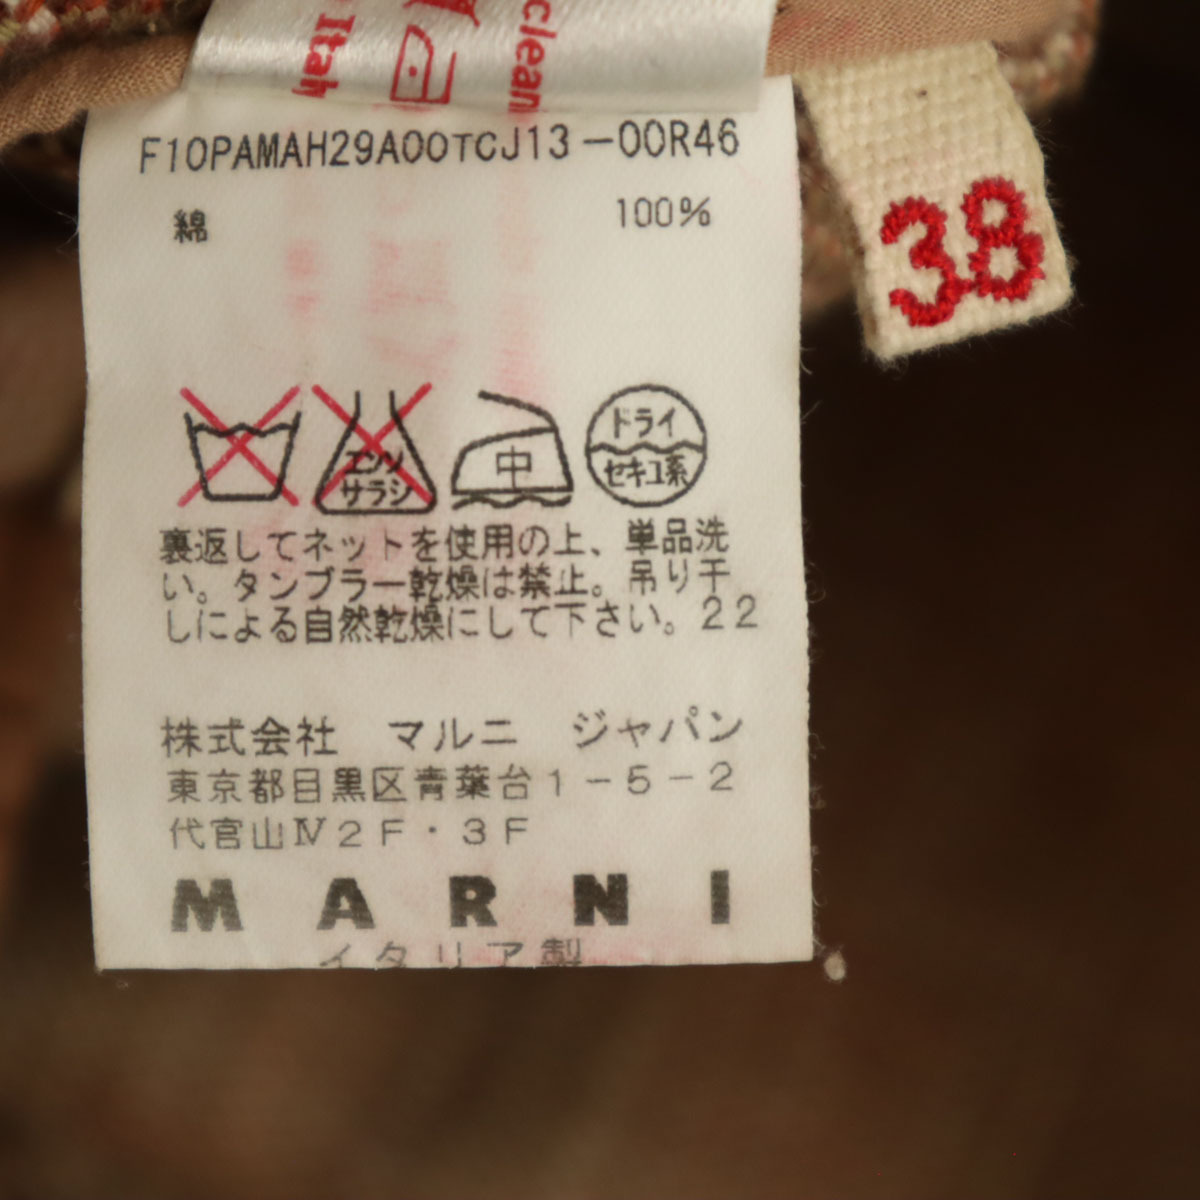 clean
Italy
F10PAMAH29A00TCJ13-00R46
綿 100%
38
エンソ
サラシ
中
ドライ
セキユ系
裏返してネットを使用の上、単品洗
い。タンブラー乾燥は禁止。吊り干
しによる自然乾燥にして下さい。22
株式会社 マルニ ジャパン
東京都目黒区青葉台1-5-2
代官山Ⅳ2F・3F
MARNI
イタリア製